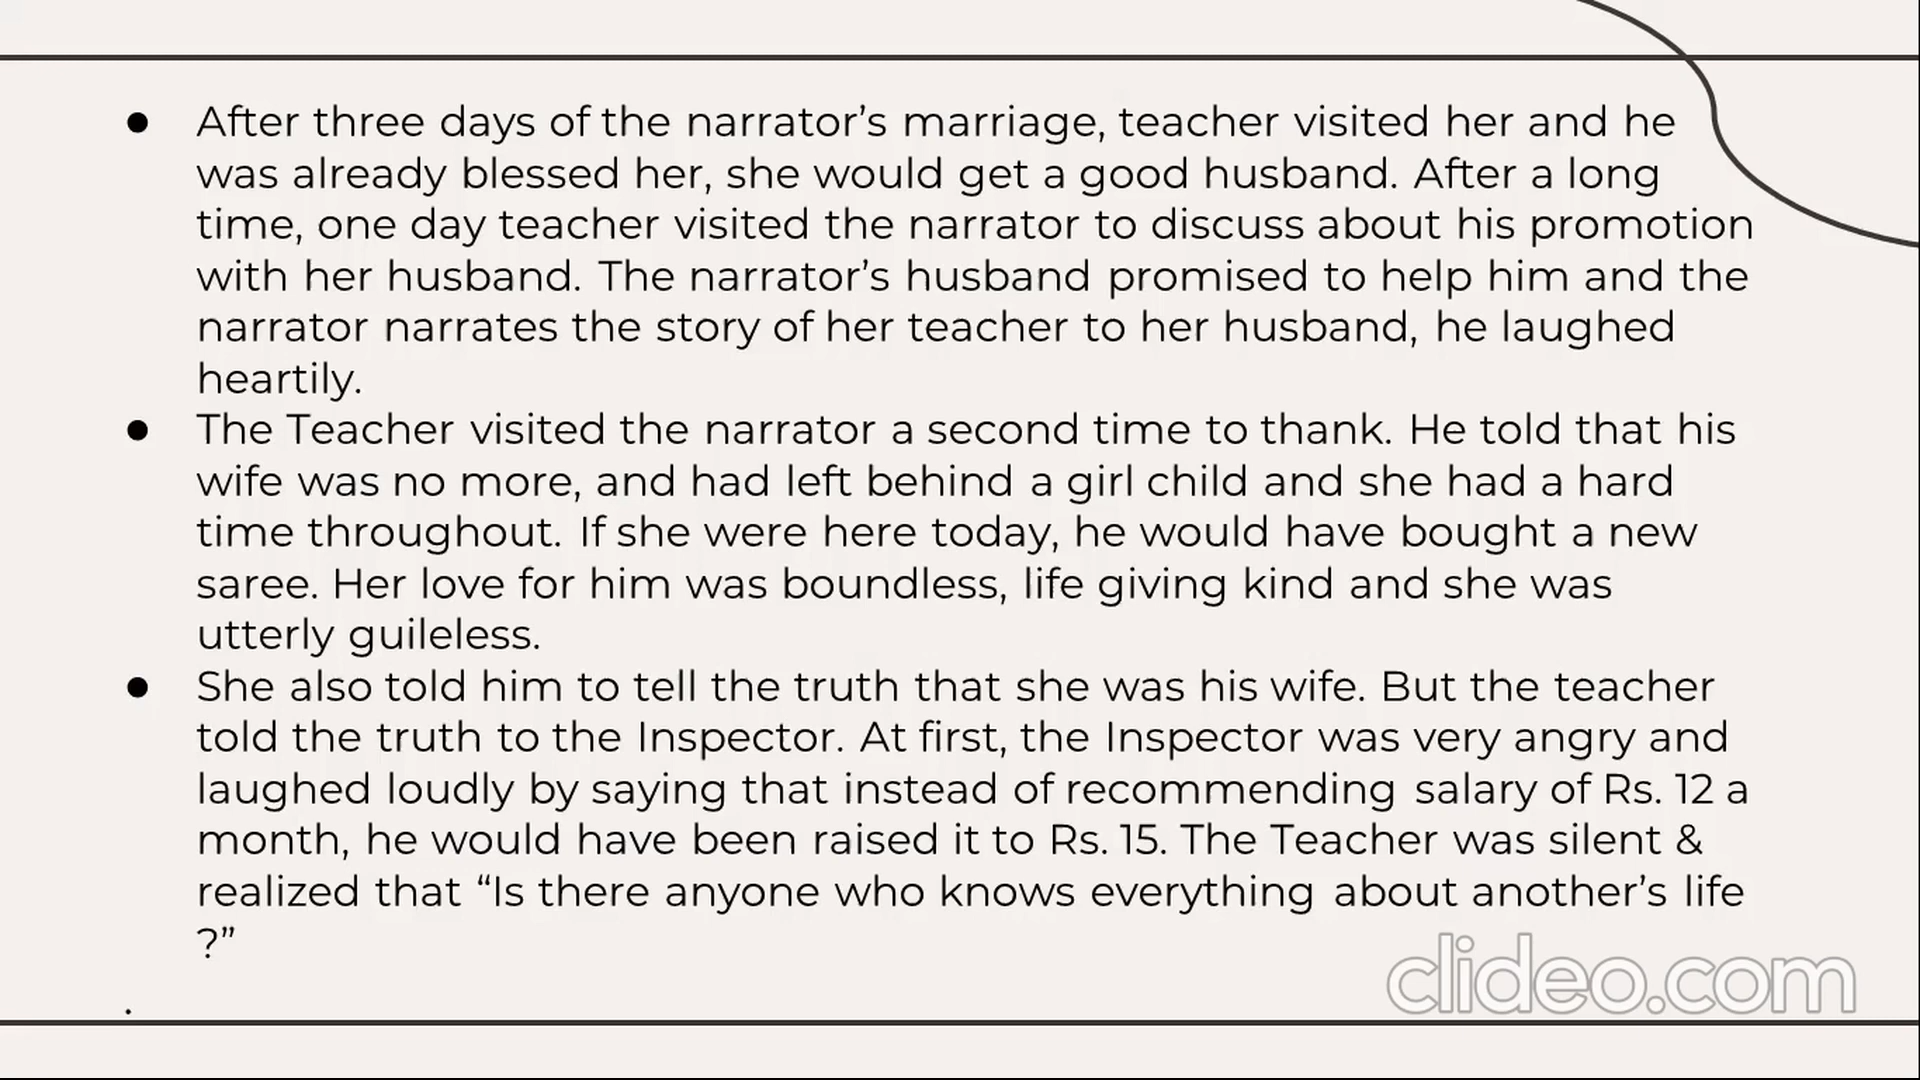 ● After three days of the narrator’s marriage, teacher visited her and he
was already blessed her, she would get a good husband. After a long
time, one day teacher visited the narrator to discuss about his promotion
with her husband. The narrator’s husband promised to help him and the
narrator narrates the story of her teacher to her husband, he laughed
heartily.
● The Teacher visited the narrator a second time to thank. He told that his
wife was no more, and had left behind a girl child and she had a hard
time throughout. If she were here today, he would have bought a new
saree. Her love for him was boundless, life giving kind and she was
utterly guileless.
● She also told him to tell the truth that she was his wife. But the teacher
told the truth to the Inspector. At first, the Inspector was very angry and
laughed loudly by saying that instead of recommending salary of Rs. 12 a
month, he would have been raised it to Rs. 15. The Teacher was silent &
realized that “Is there anyone who knows everything about another’s life
?”
.
clideo.com